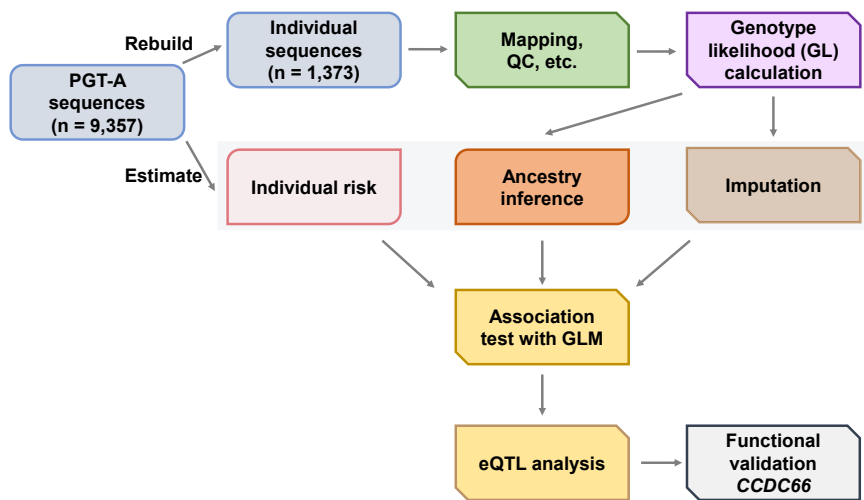 Rebuild
Individual
sequences
(n = 1,373)
Mapping,
QC, etc.
Genotype
likelihood (GL)
calculation
PGT-A
sequences
(n = 9,357)
Estimate
Individual risk
Ancestry
inference
Imputation
Association
test with GLM
eQTL analysis
Functional
validation
CCDC66